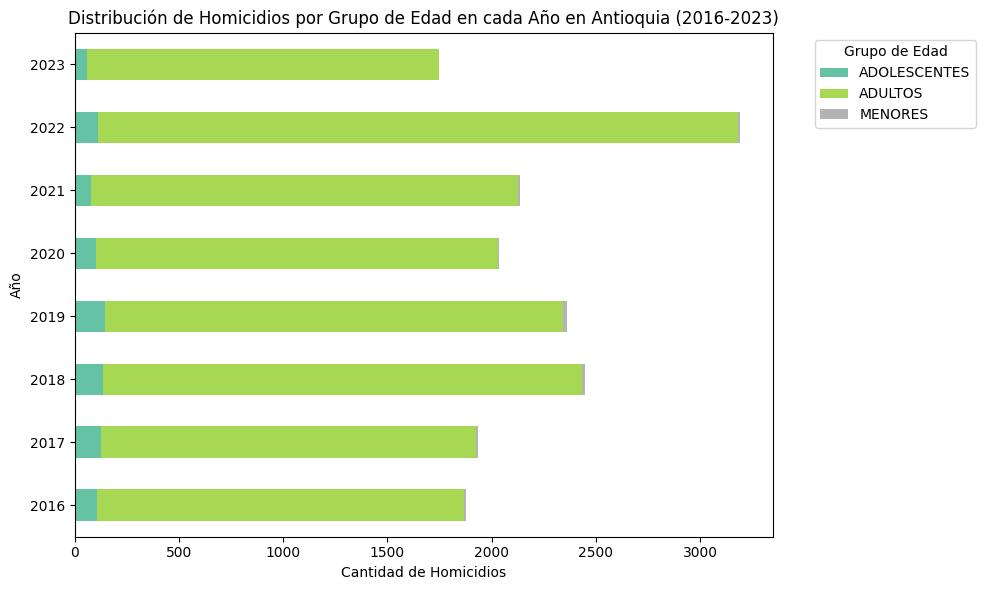 Distribución de Homicidios por Grupo de Edad en cada Año en Antioquia (2016-2023)
Grupo de Edad
ADOLESCENTES
ADULTOS
MENORES
Año
2023
2022
2021
2020
2019
2018
2017
2016
0 500 1000 1500 2000 2500 3000
Cantidad de Homicidios